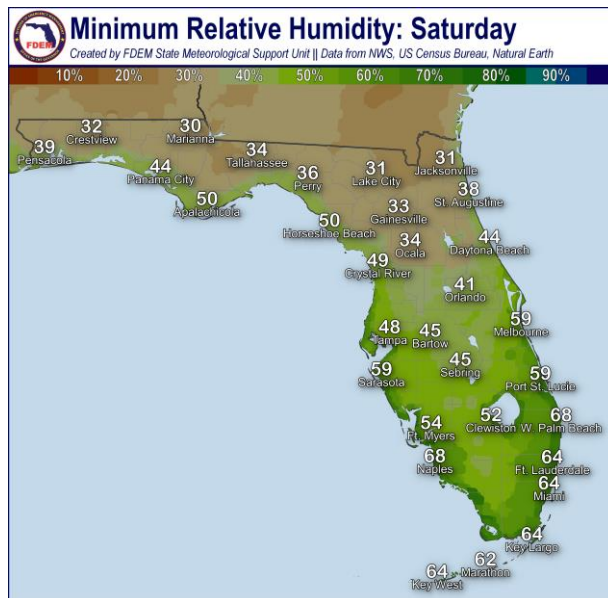 Minimum Relative Humidity: Saturday
Created by FDEM State Meteorological Support Unit || Data from NWS, US Census Bureau, Natural Earth
FDEM
10% 20% 30% 40% 50% 60% 70% 80% 90%
32
Crestview
30
Marianna
39
Pensacola
34
Tallahassee
31
Jacksonville
44
Panama City
36
Perry
31
Lake City
38
St. Augustine
50
Apalachicola
33
Gainesville
50
Horseshoe Beach
34
Ocala
44
Daytona Beach
49
Crystal River
41
Orlando
48
Tampa
45
Bartow
59
Melbourne
59
Sarasota
45
Sebring
59
Port St. Lucie
54
Ft. Myers
52
Clewiston
68
W. Palm Beach
68
Naples
64
Ft. Lauderdale
64
Miami
64
Key Largo
62
Marathon
64
Key West